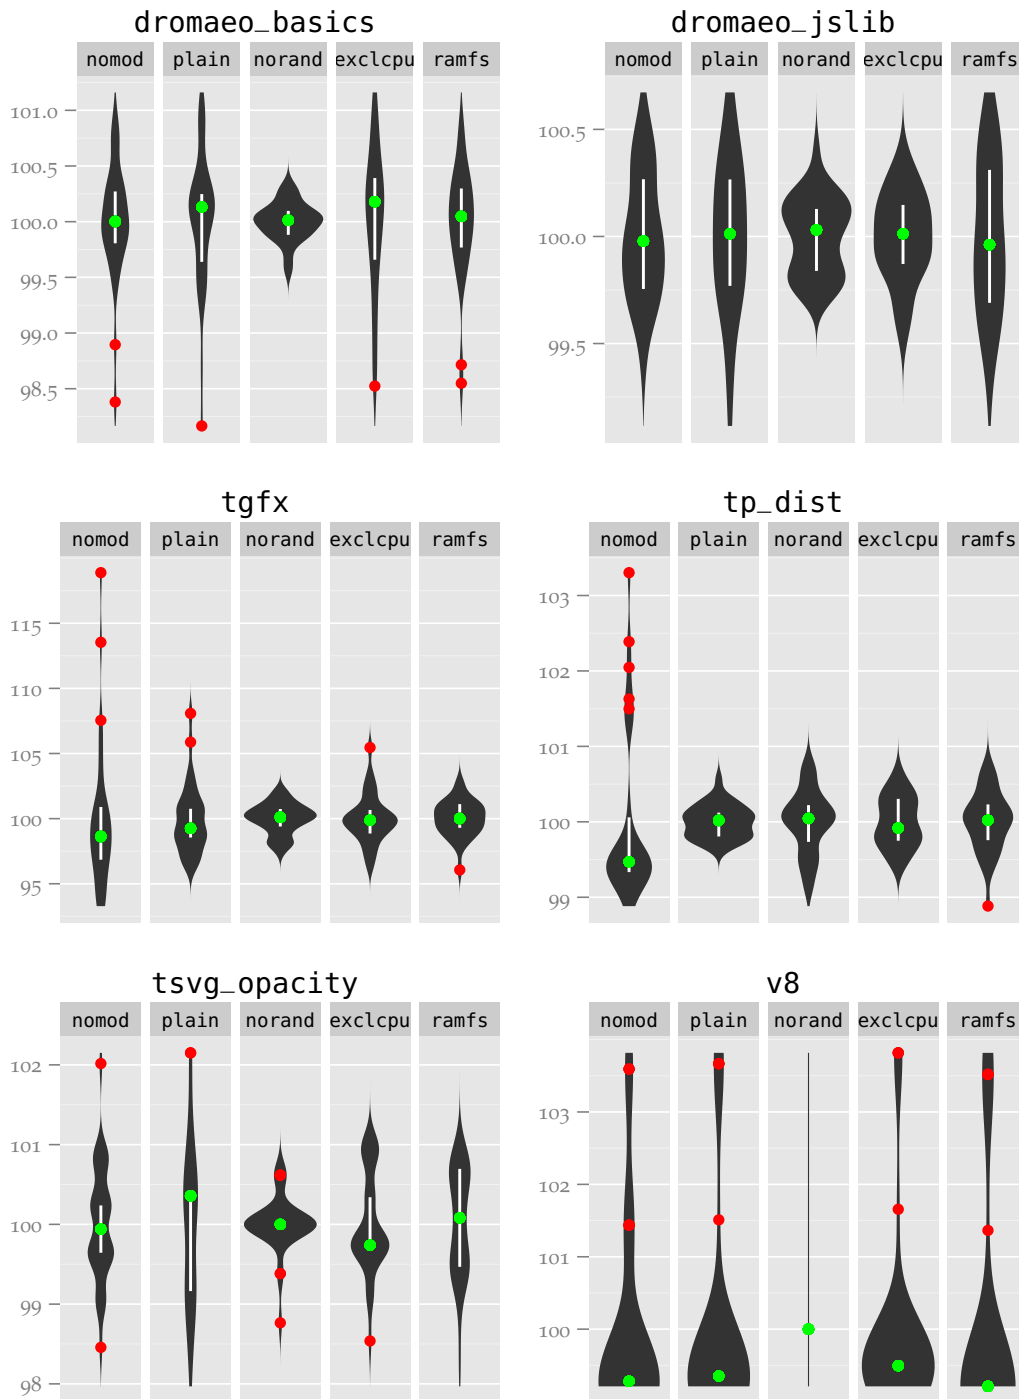 dromaeo_basics
nomod plain norand exclcpu ramfs
101.0
100.5
100.0
99.5
99.0
98.5
dromaeo_jslib
nomod plain norand exclcpu ramfs
100.5
100.0
99.5
tgfx
nomod plain norand exclcpu ramfs
115
110
105
100
95
tp_dist
nomod plain norand exclcpu ramfs
103
102
101
100
99
tsvg_opacity
nomod plain norand exclcpu ramfs
102
101
100
99
98
v8
nomod plain norand exclcpu ramfs
103
102
101
100